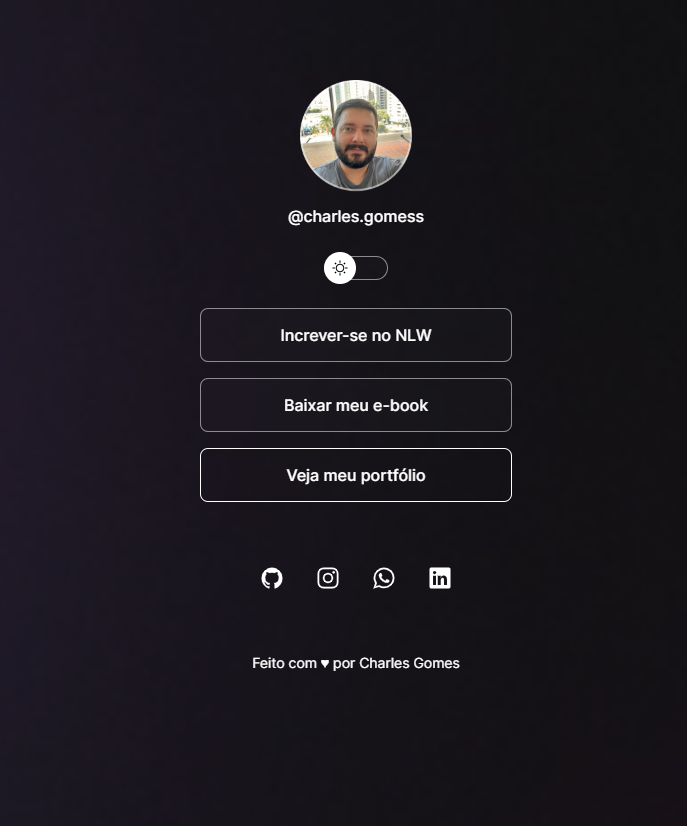 @charles.gomess
Increver-se no NLW
Baixar meu e-book
Veja meu portfólio
Feito com ♥ por Charles Gomes